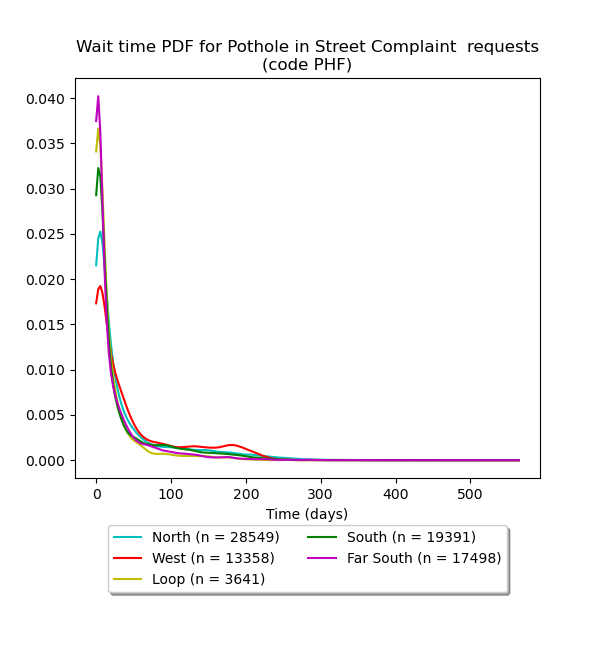 Wait time PDF for Pothole in Street Complaint  requests
(code PHF)
0.040
0.035
0.030
0.025
0.020
0.015
0.010
0.005
0.000
0 100 200 300 400 500
Time (days)
North (n = 28549)
West (n = 13358)
Loop (n = 3641)
South (n = 19391)
Far South (n = 17498)